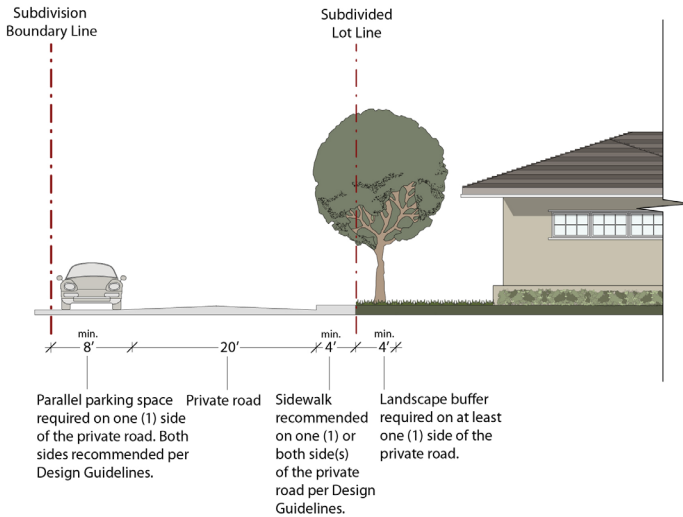 Subdivision
Boundary Line
Subdivided
Lot Line
min.
8'
20'
min.
4'
min.
4'
Parallel parking space
required on one (1) side
of the private road. Both
sides recommended per
Design Guidelines.
Private road
Sidewalk
recommended
on one (1) or
both side(s)
of the private
road per Design
Guidelines.
Landscape buffer
required on at least
one (1) side of the
private road.